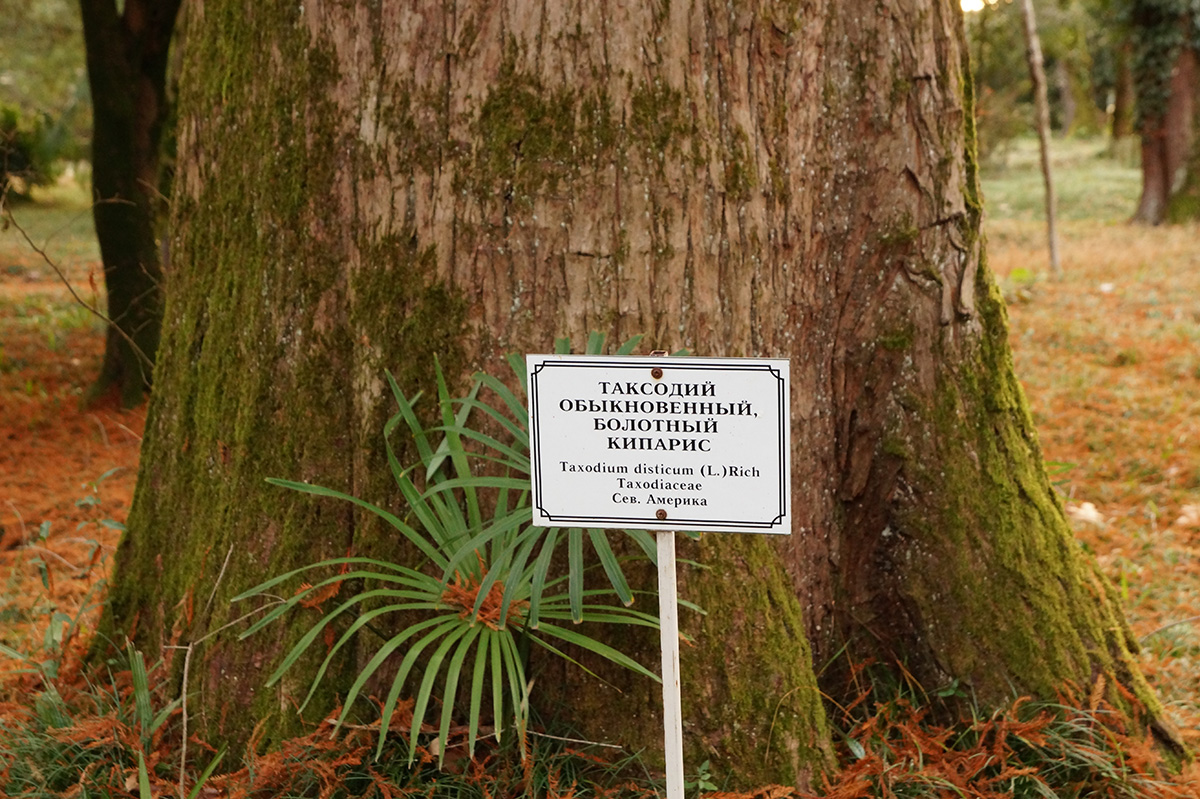 ТАКСОДИЙ
ОБЫКНОВЕННЫЙ,
БОЛОТНЫЙ
КИПАРИС
Taxodium disticum (L.)Rich
Taxodiaceae
Сев. Америка